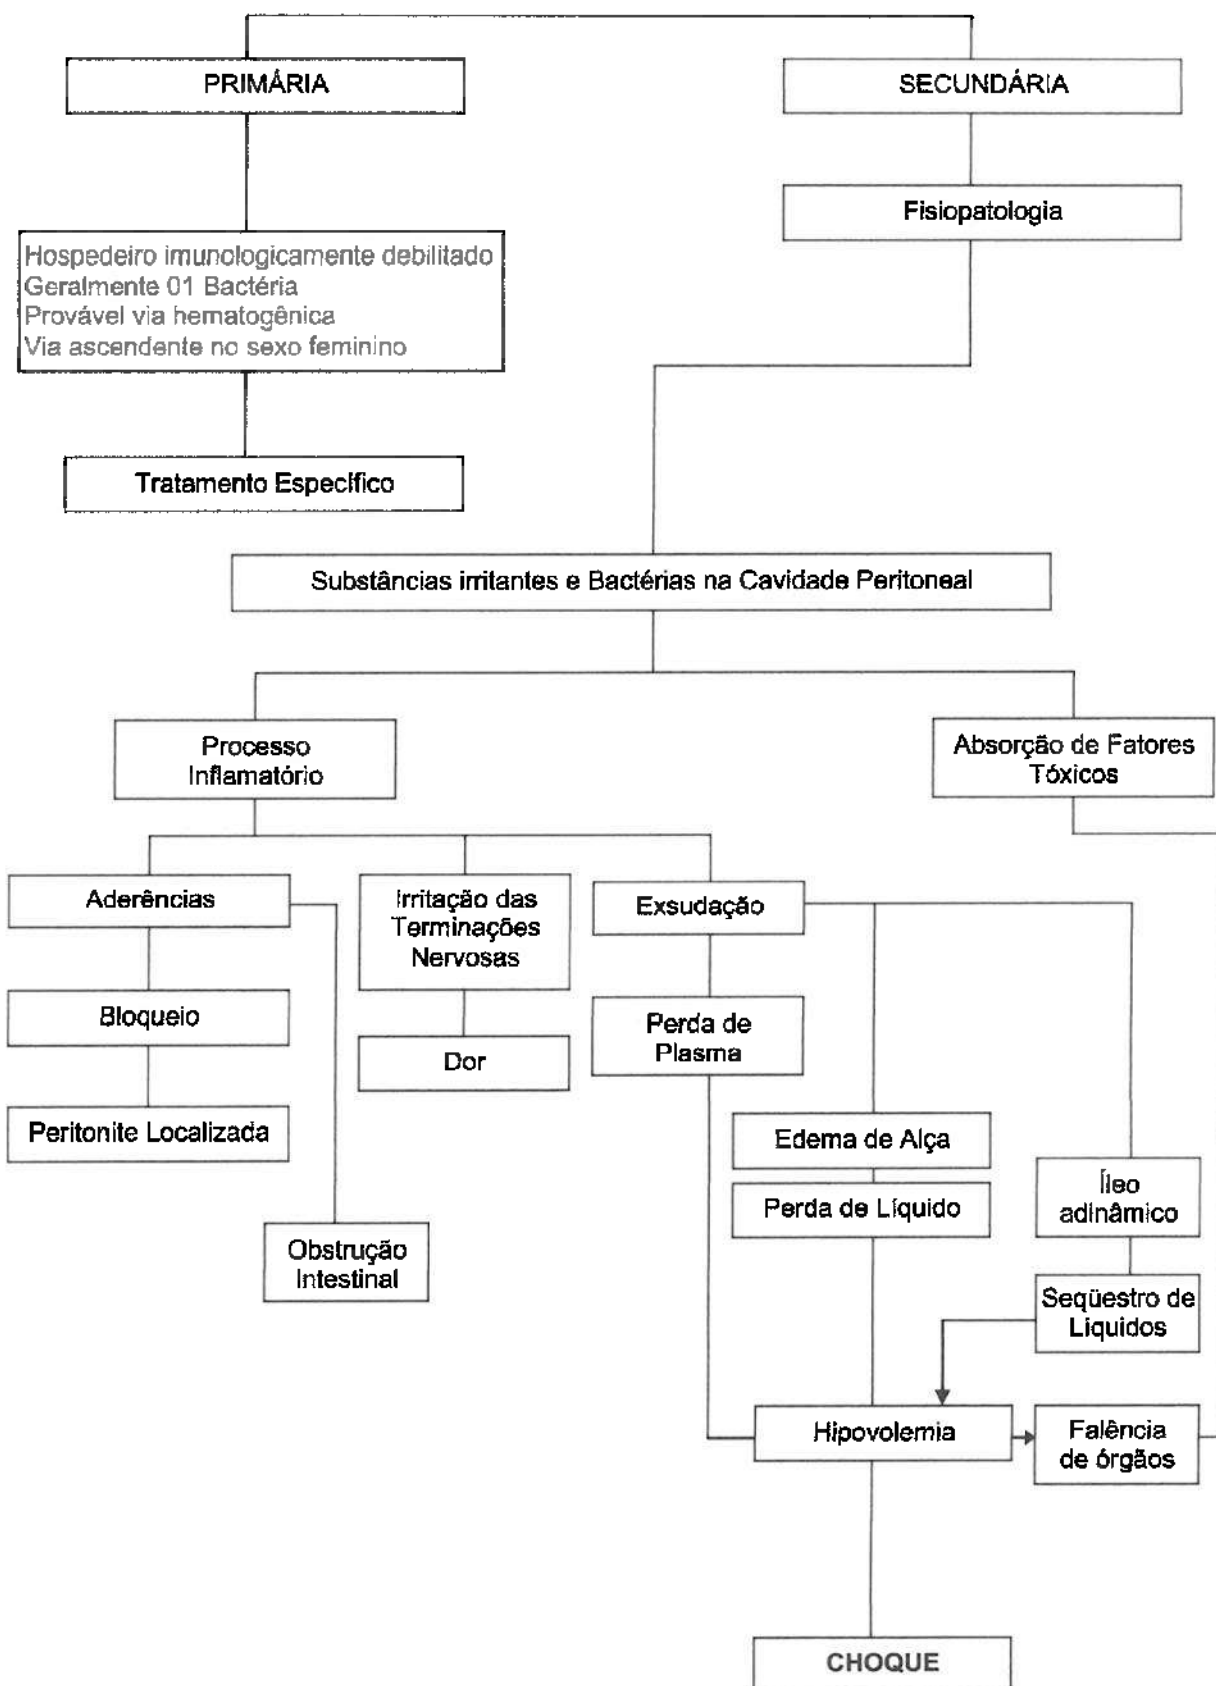 PRIMÁRIA
SECUNDÁRIA
Fisiopatologia
Hospedeiro imunologicamente debilitado
Geralmente 01 Bactéria
Provável via hematogênica
Via ascendente no sexo feminino
Tratamento Específico
Substâncias irritantes e Bactérias na Cavidade Peritoneal
Processo
Inflamatório
Absorção de Fatores
Tóxicos
Aderências
Irritação das
Terminações
Nervosas
Exsudação
Bloqueio
Dor
Perda de
Plasma
Peritonite Localizada
Edema de Alça
Perda de Líquido
Íleo
adinâmico
Obstrução
Intestinal
Seqüestro de
Liquidos
Hipovolemia
Falência
de órgãos
CHOQUE